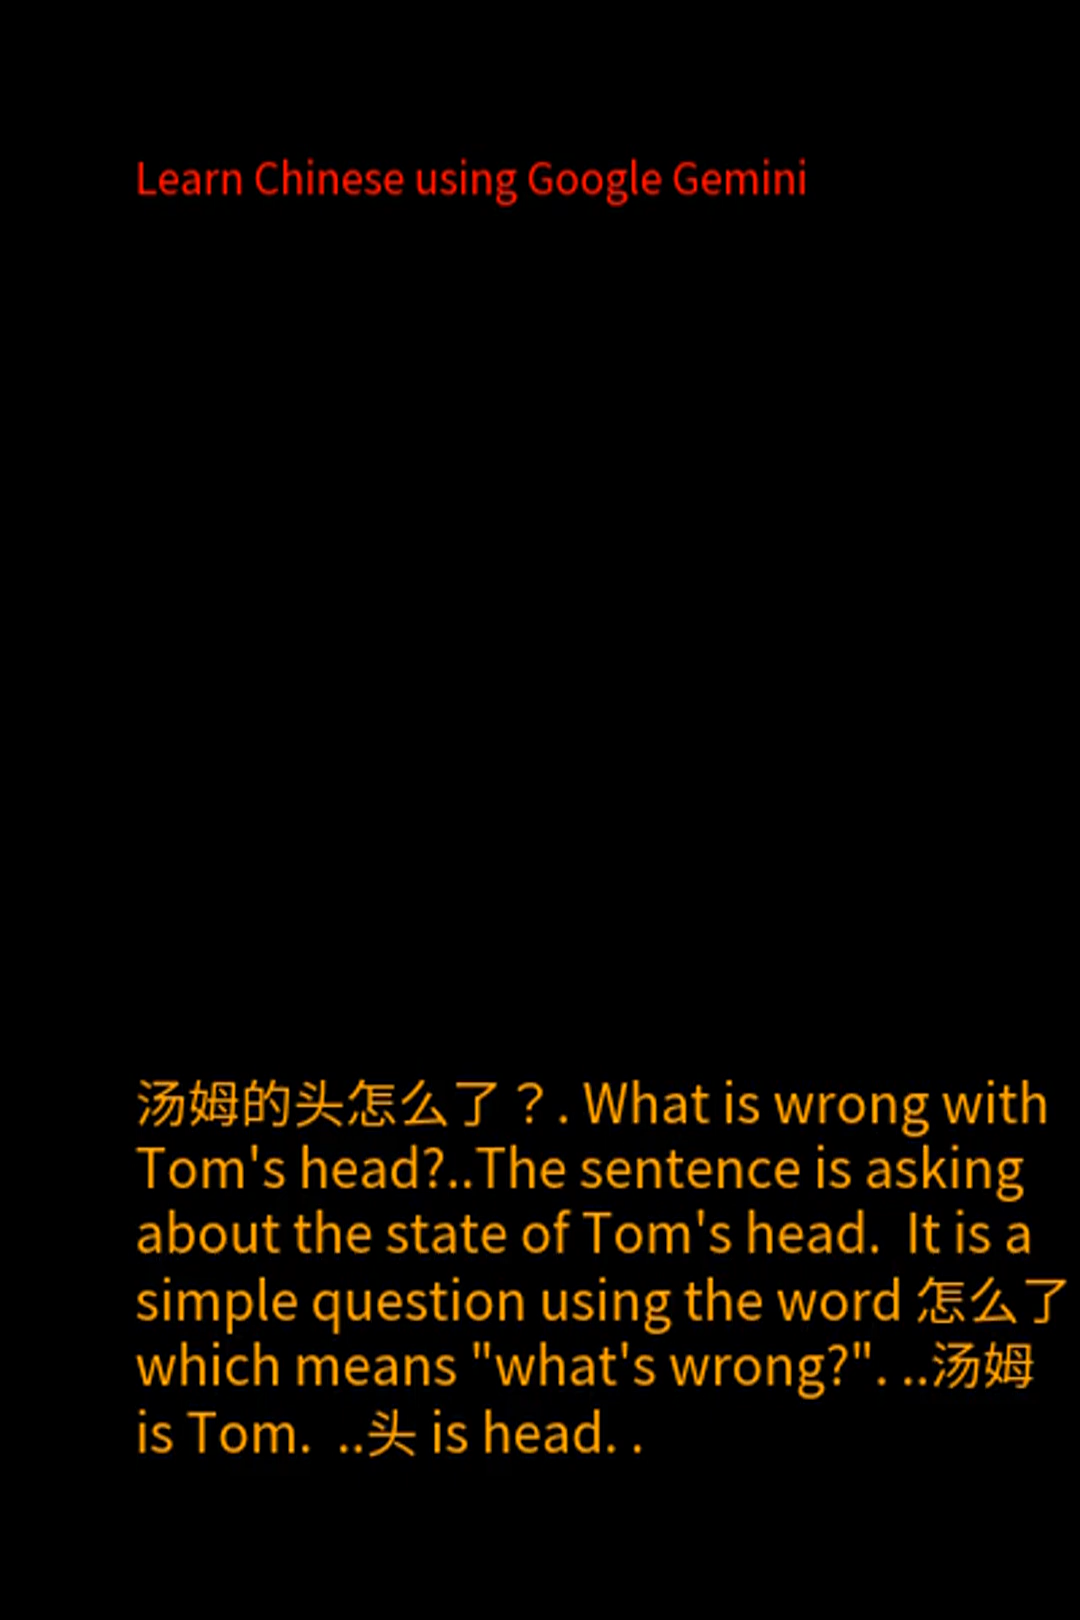 Learn Chinese using Google Gemini
汤姆的头怎么了？. What is wrong with
Tom's head?..The sentence is asking
about the state of Tom's head.  It is a
simple question using the word 怎么了
which means "what's wrong?". ..汤姆
is Tom.  ..头 is head. .